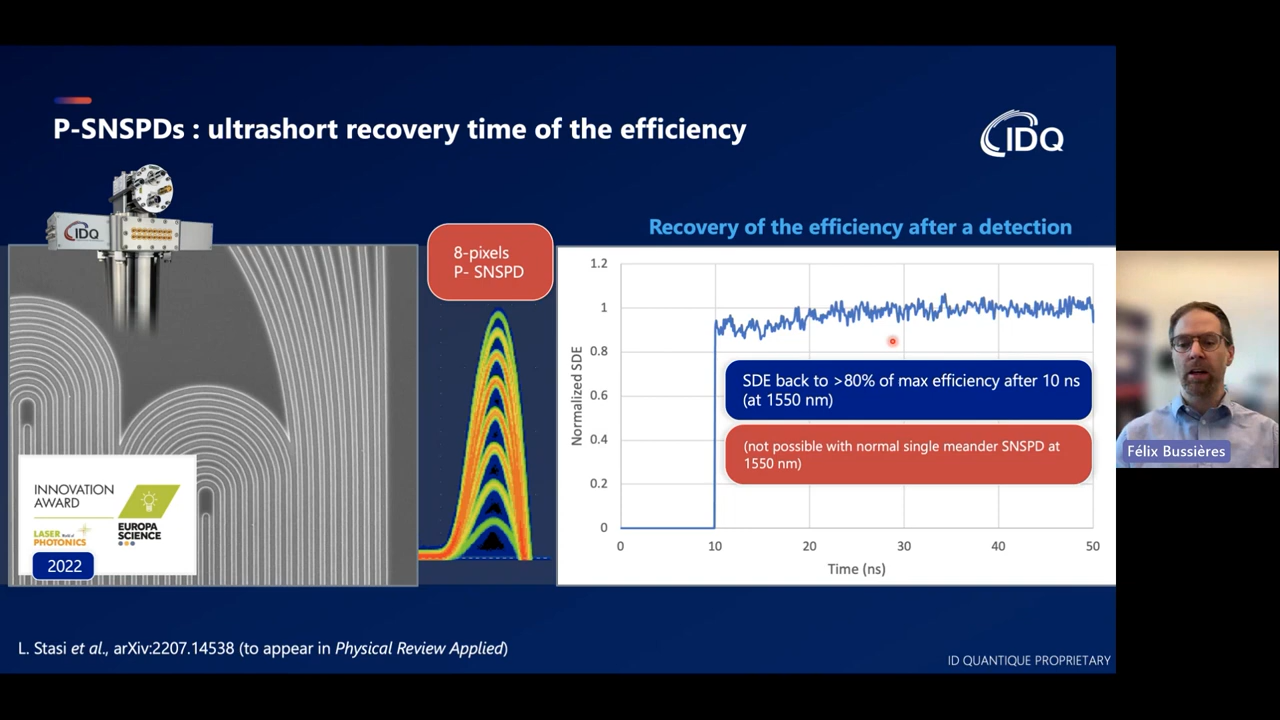 P-SNSPDs : ultrashort recovery time of the efficiency
IDQ
IDQ
8-pixels
P- SNSPD
Recovery of the efficiency after a detection
1.2
1
0.8
0.6
0.4
0.2
0
Normalized SDE
0
10
20
30
40
50
Time (ns)
SDE back to >80% of max efficiency after 10 ns
(at 1550 nm)
(not possible with normal single meander SNSPD at
1550 nm)
INNOVATION
AWARD
LASER World of
PHOTONICS
EUROPA
SCIENCE
2022
Félix Bussières
L. Stasi et al., arXiv:2207.14538 (to appear in Physical Review Applied)
ID QUANTIQUE PROPRIETARY